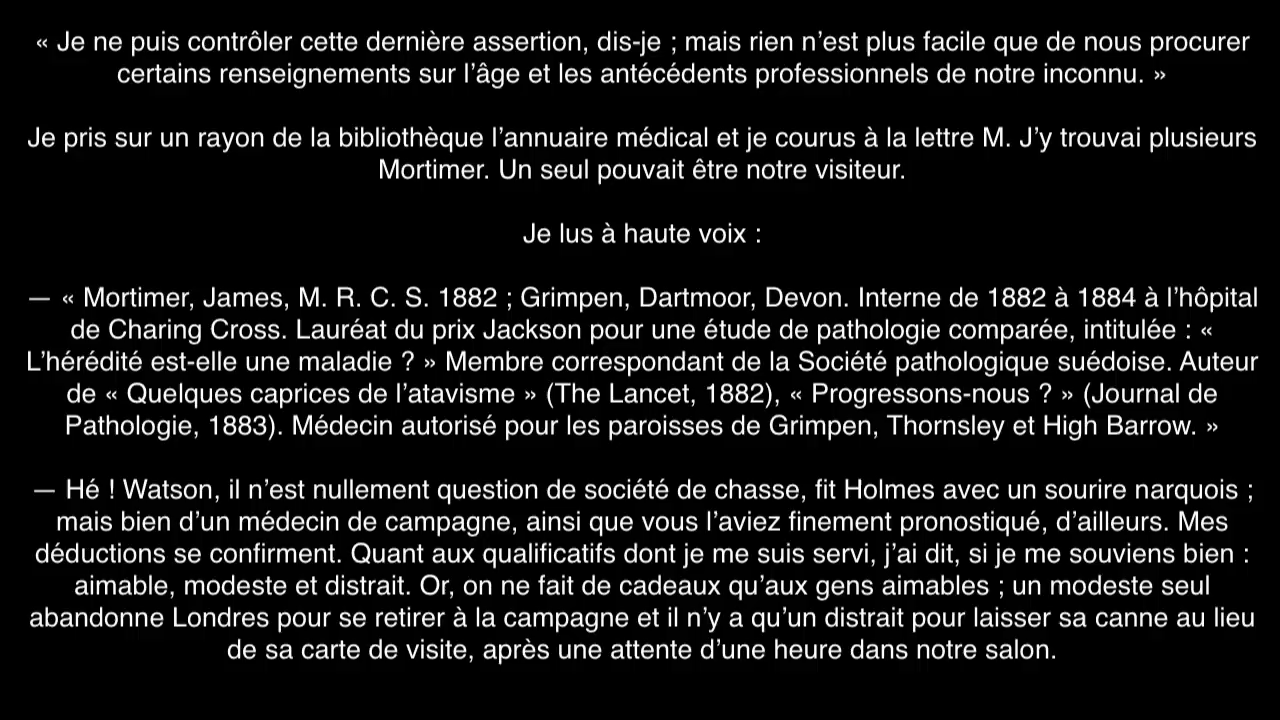 « Je ne puis contrôler cette dernière assertion, dis-je ; mais rien n’est plus facile que de nous procurer
certains renseignements sur l’âge et les antécédents professionnels de notre inconnu. »
Je pris sur un rayon de la bibliothèque l’annuaire médical et je courus à la lettre M. J’y trouvai plusieurs
Mortimer. Un seul pouvait être notre visiteur.
Je lus à haute voix :
— « Mortimer, James, M. R. C. S. 1882 ; Grimpen, Dartmoor, Devon. Interne de 1882 à 1884 à l’hôpital
de Charing Cross. Lauréat du prix Jackson pour une étude de pathologie comparée, intitulée : «
L’hérédité est-elle une maladie ? » Membre correspondant de la Société pathologique suédoise. Auteur
de « Quelques caprices de l’atavisme » (The Lancet, 1882), « Progressons-nous ? » (Journal de
Pathologie, 1883). Médecin autorisé pour les paroisses de Grimpen, Thornsley et High Barrow. »
— Hé ! Watson, il n’est nullement question de société de chasse, fit Holmes avec un sourire narquois ;
mais bien d’un médecin de campagne, ainsi que vous l’aviez finement pronostiqué, d’ailleurs. Mes
déductions se confirment. Quant aux qualificatifs dont je me suis servi, j’ai dit, si je me souviens bien :
aimable, modeste et distrait. Or, on ne fait de cadeaux qu’aux gens aimables ; un modeste seul
abandonne Londres pour se retirer à la campagne et il n’y a qu’un distrait pour laisser sa canne au lieu
de sa carte de visite, après une attente d’une heure dans notre salon.